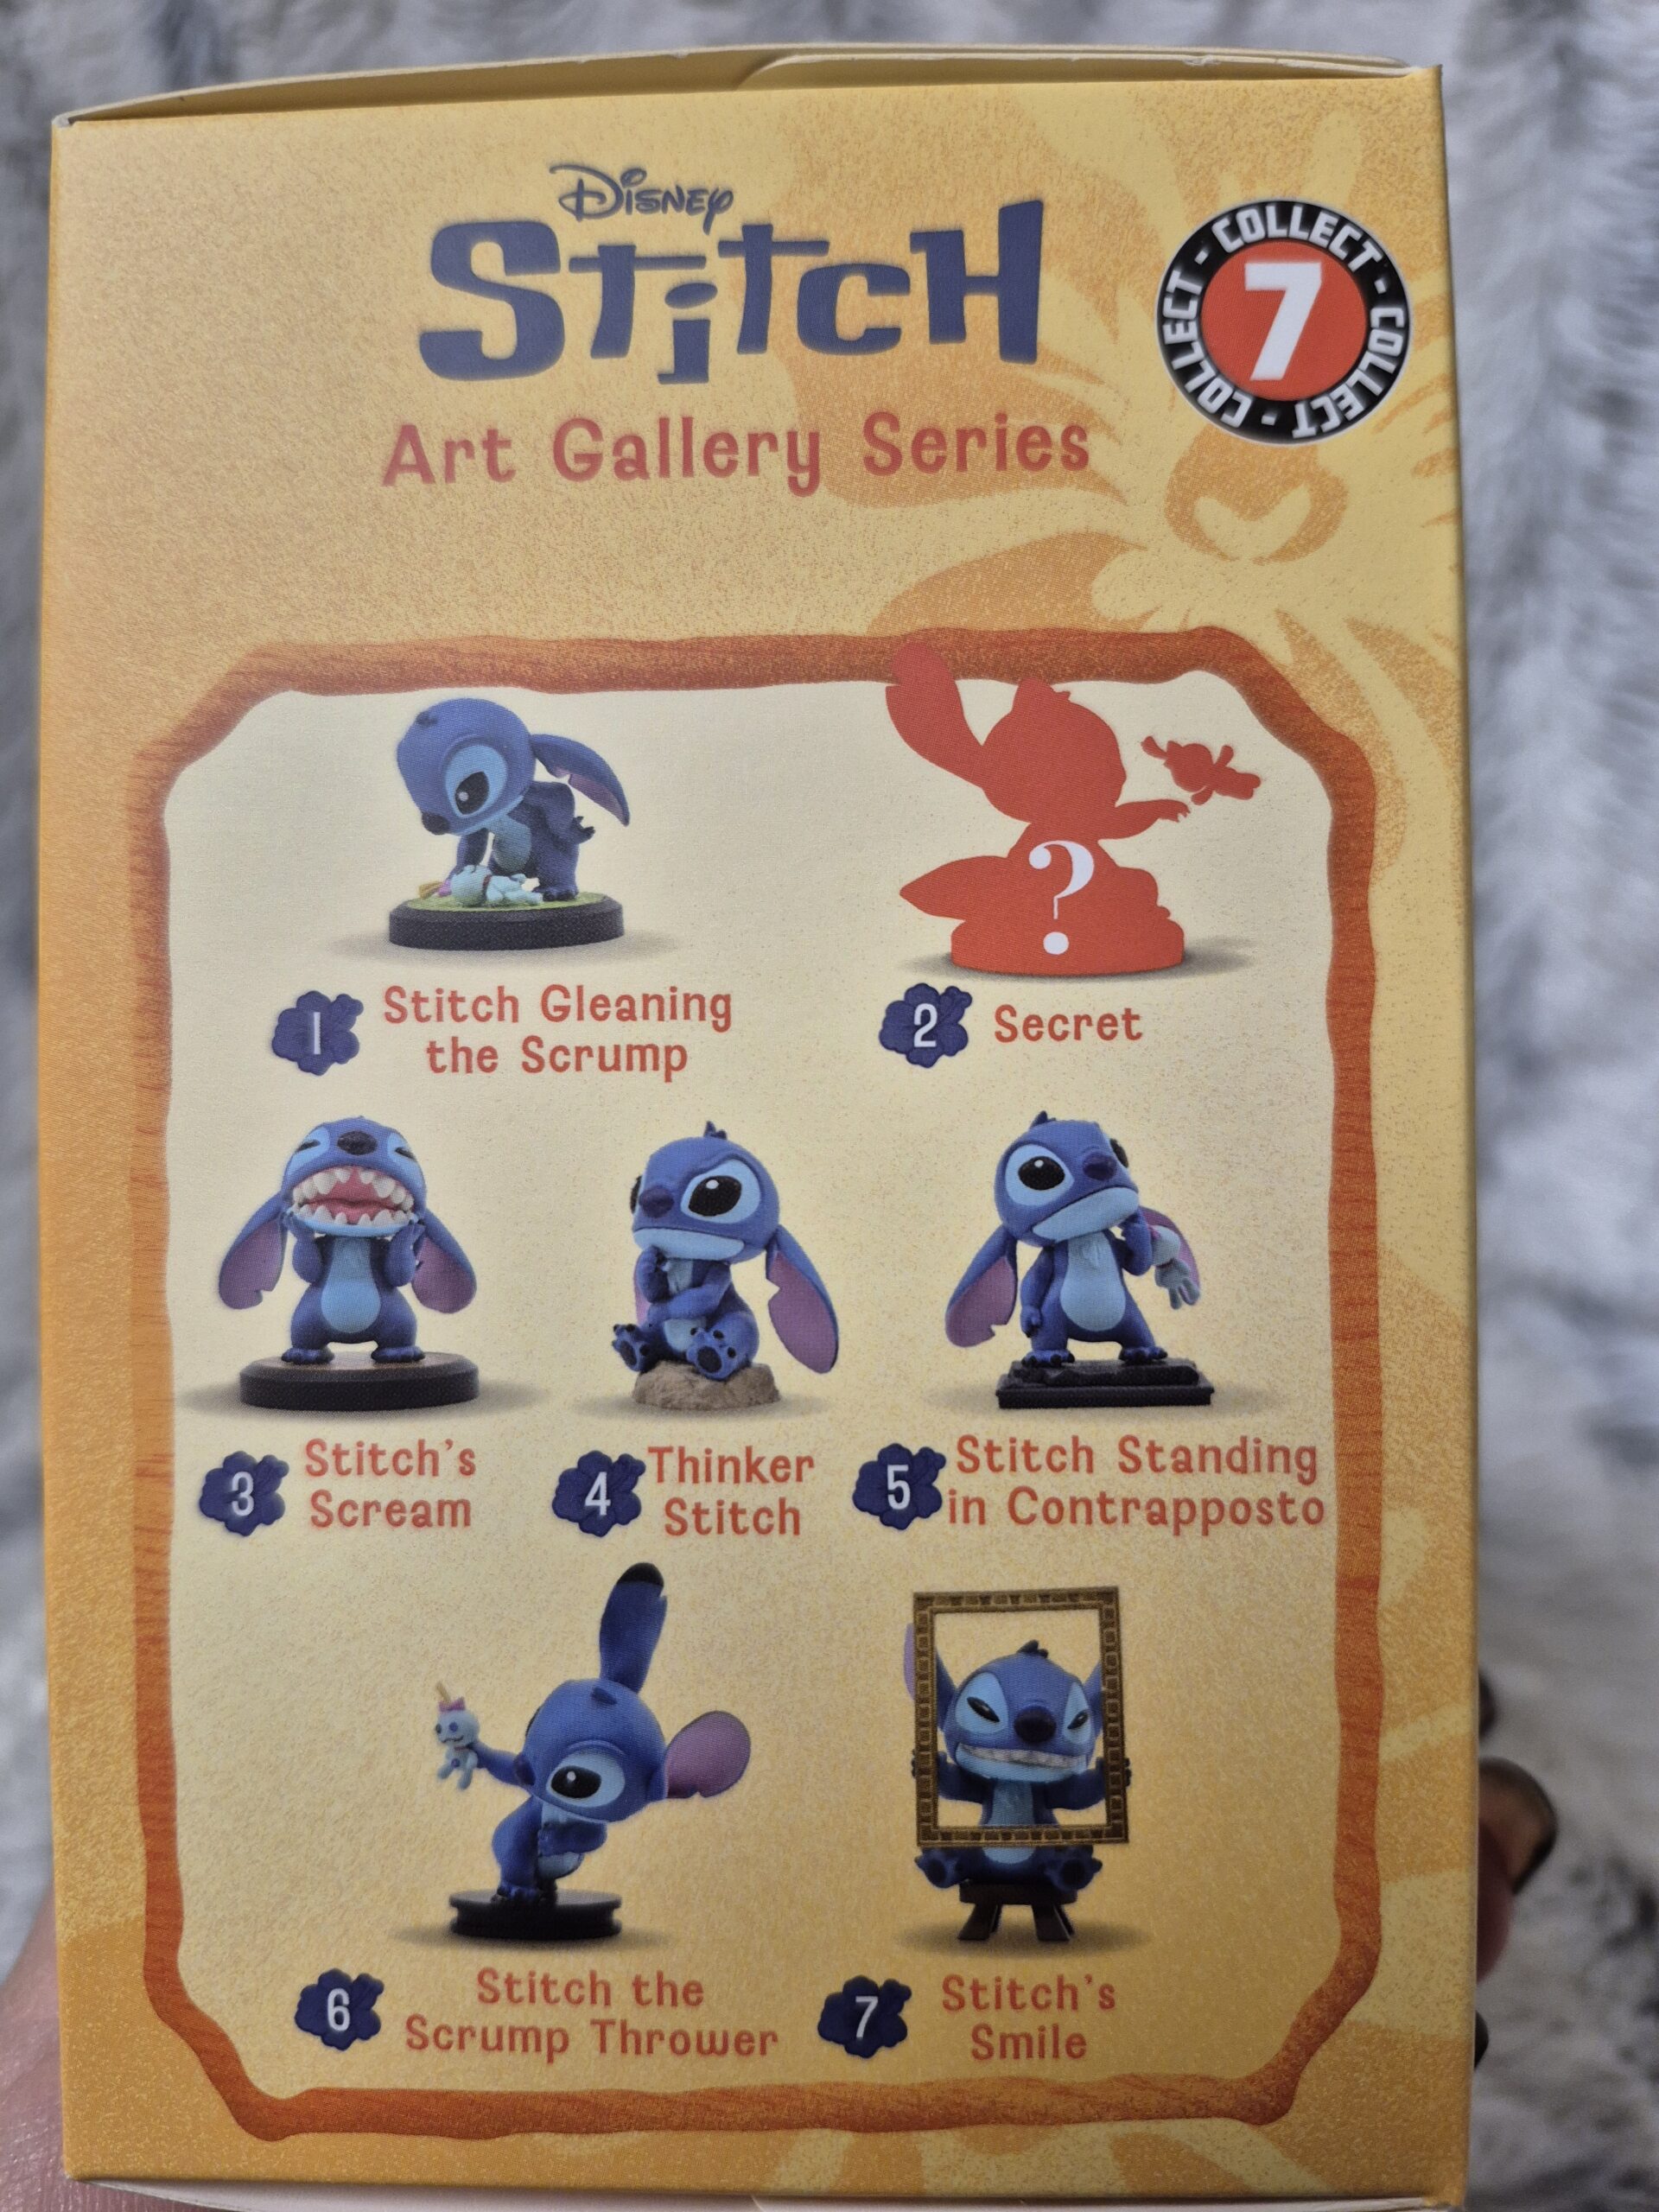 Disney
Stitch
COLLECT - COLLECT - COLLECT - COLLECT -
7
Art Gallery Series
?
1 Stitch Gleaning
the Scrump
2 Secret
3 Stitch's
Scream
4 Thinker
Stitch
5 Stitch Standing
in Contrapposto
6 Stitch the
Scrump Thrower
7 Stitch's
Smile